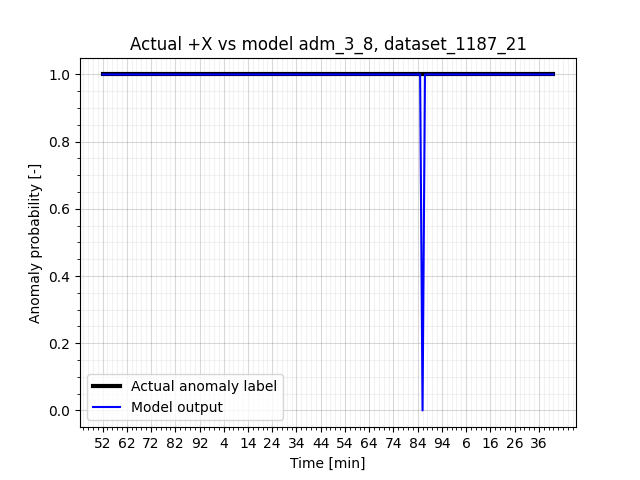 Actual +X vs model adm_3_8, dataset_1187_21
Anomaly probability [-]
1.0
0.8
0.6
0.4
0.2
0.0
Actual anomaly label
Model output
52 62 72 82 92 4 14 24 34 44 54 64 74 84 94 6 16 26 36
Time [min]